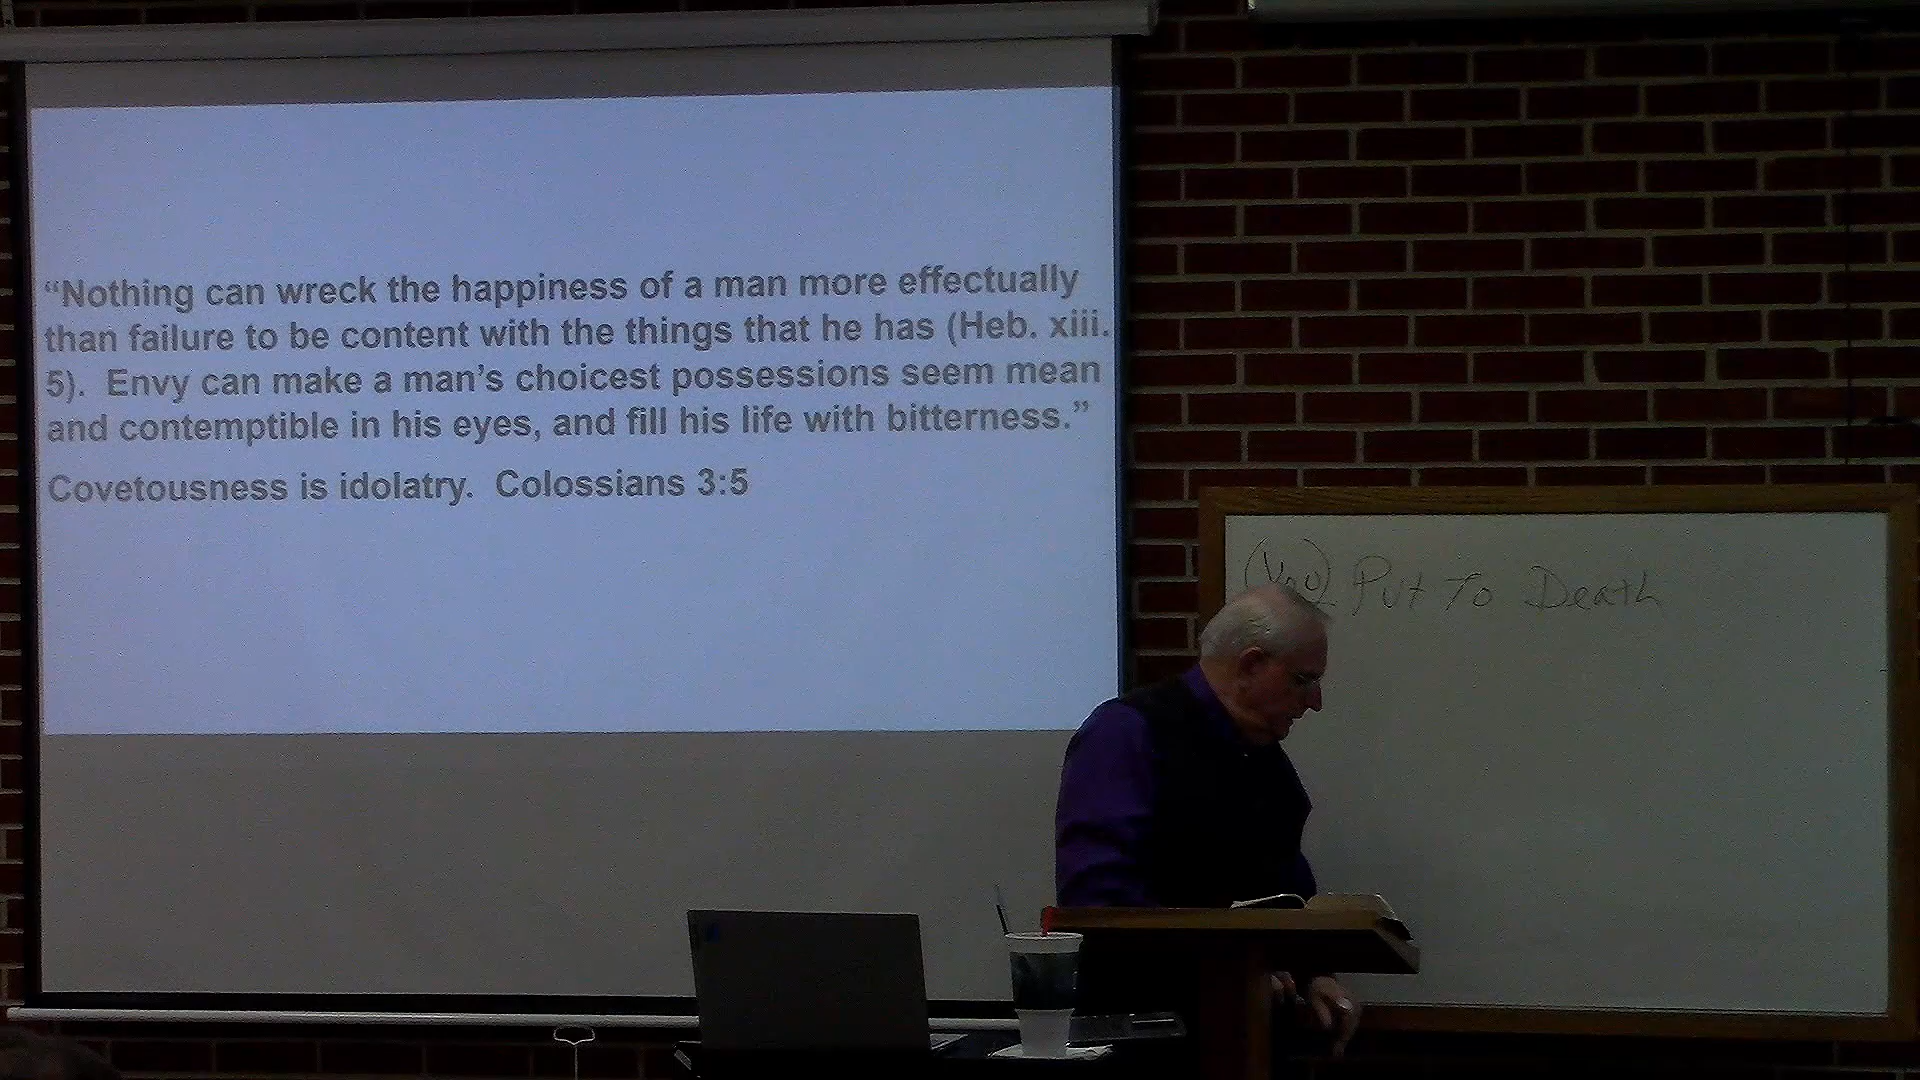 “Nothing can wreck the happiness of a man more effectually
than failure to be content with the things that he has (Heb. xiii.
5).  Envy can make a man’s choicest possessions seem mean
and contemptible in his eyes, and fill his life with bitterness.”
Covetousness is idolatry.  Colossians 3:5
(You) Put To Death